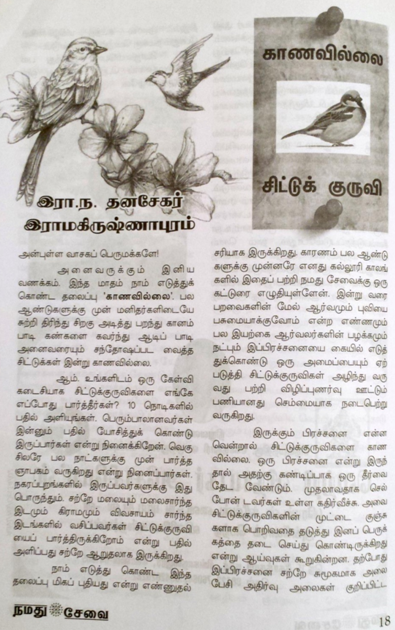 காணவில்லை
சிட்டுக் குருவி
இரா.ந. தனசேகர்
இராமகிருஷ்ணாபுரம்
அன்புள்ள வாசகப் பெருமக்களே!
அனைவருக்கும் இனிய
வணக்கம். இந்த மாதம் நாம் எடுத்துக்
கொண்ட தலைப்பு 'காணவில்லை'. பல
ஆண்டுகளுக்கு முன் மனிதர்களிடையே
சுற்றி திரிந்து சிறகு அடித்து பறந்து கானம்
பாடி கண்களை கவர்ந்து ஆடிப் பாடி
அனைவரையும் சந்தோஷப்பட வைத்த
சிட்டுக்கள் இன்று காணவில்லை.
ஆம். உங்களிடம் ஒரு கேள்வி
கடைசியாக சிட்டுக்குருவிகளை எங்கே
எப்போது பார்த்தீர்கள்? 10 நொடிகளில்
பதில் அளியுங்கள். பெரும்பாலானவர்கள்
இன்னும் பதில் யோசித்துக் கொண்டு
இருப்பார்கள் என்று நினைக்கிறேன். வெகு
சிலரே பல நாட்களுக்கு முன் பார்த்த
ஞாபகம் வருகிறது என்று நினைப்பார்கள்.
நகரப்புறங்களில் இருப்பவர்களுக்கு இது
பொருந்தும். சற்றே மலையும் மலைசார்ந்த
இடமும் கிராமமும் விவசாயம் சார்ந்த
இடங்களில் வசிப்பவர்கள் சிட்டுக்குருவி
யைப் பார்த்திருக்கிறோம் என்று பதில்
அளிப்பது சற்றே ஆறுதலாக இருக்கிறது.
நாம் எடுத்து கொண்ட இந்த
தலைப்பு மிகப் புதியது என்று எண்ணுதல்
சரியாக இருக்கிறது. காரணம் பல ஆண்டு
களுக்கு முன்னரே எனது கல்லூரி காலங்
களில் இதைப் பற்றி நமது சேவைக்கு ஒரு
கட்டுரை எழுதியுள்ளேன். இன்று வரை
பறவைகளின் மேல் ஆர்வமும் புவியை
பசுமையாக்குவோம் என்ற எண்ணமும்
பல இயற்கை ஆர்வலர்களின் பழக்கமும்
நட்பும் இப்பிரச்சனையை கையில் எடுத்
துக்கொண்டு ஒரு அமைப்பையும் ஏற்
படுத்தி சிட்டுக்குருவிகள் அழிந்து வரு
வது பற்றி விழிப்புணர்வு ஊட்டும்
பணியானது செம்மையாக நடைபெற்று
வருகிறது.
இருக்கும் பிரச்சனை என்ன
வென்றால் சிட்டுக்குருவிகளை காண
வில்லை. ஒரு பிரச்சனை என்று இருந்
தால் அதற்கு கண்டிப்பாக ஒரு தீர்வை
தேட வேண்டும். முதலாவதாக செல்
போன் டவர்கள் உள்ள கதிர்வீச்சு. அவை
சிட்டுக்குருவிகளின் முட்டை குஞ்சு
களாக பொறிவதை தடுத்து இனப் பெருக்
கத்தை தடை செய்து கொண்டிருக்கிறது
என்று ஆய்வுகள் கூறுகின்றன. தற்போது
இப்பிரச்சனை சற்றே சுமூகமாக அலை
பேசி அதிர்வு அலைகள் குறிப்பிட்ட
நமது சேவை
18